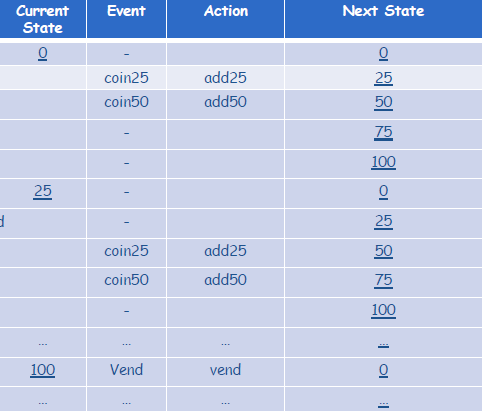 Current State Event Action Next State
0 - 0
coin25 add25 25
coin50 add50 50
- 75
- 100
25 - 0
d - 25
coin25 add25 50
coin50 add50 75
- 100
... ... ... ...
100 Vend vend 0
... ... ... ...